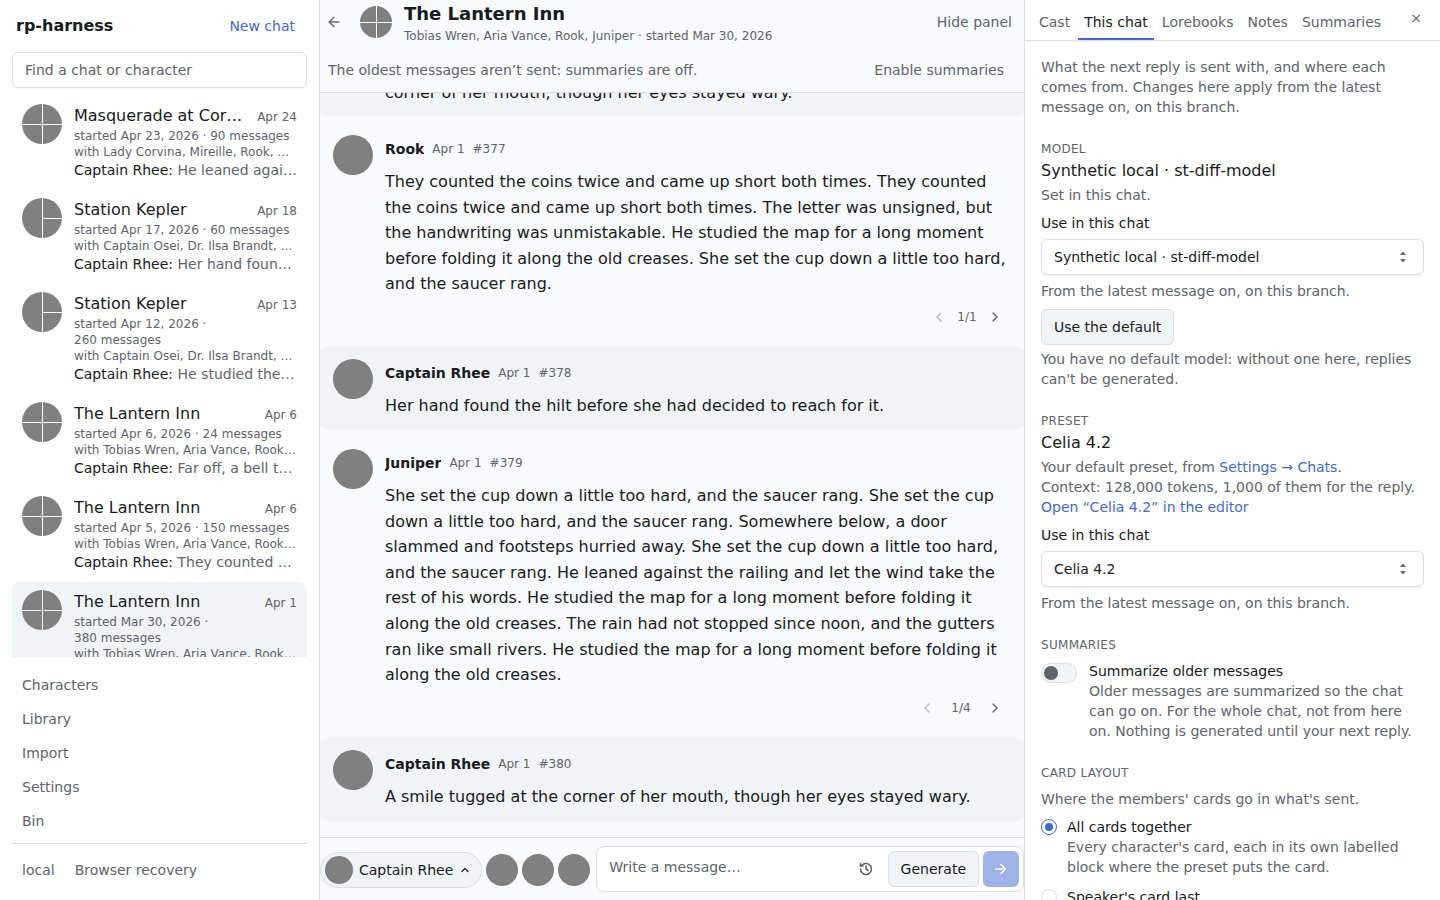 rp-harness
New chat
Find a chat or character
Masquerade at Cor…
Apr 24
started Apr 23, 2026 · 90 messages
with Lady Corvina, Mireille, Rook, …
Captain Rhee: He leaned agai…
Station Kepler
Apr 18
started Apr 17, 2026 · 60 messages
with Captain Osei, Dr. Ilsa Brandt, …
Captain Rhee: Her hand foun…
Station Kepler
Apr 13
started Apr 12, 2026 ·
260 messages
with Captain Osei, Dr. Ilsa Brandt, …
Captain Rhee: He studied the…
The Lantern Inn
Apr 6
started Apr 6, 2026 · 24 messages
with Tobias Wren, Aria Vance, Rook…
Captain Rhee: Far off, a bell t…
The Lantern Inn
Apr 6
started Apr 5, 2026 · 150 messages
with Tobias Wren, Aria Vance, Rook…
Captain Rhee: They counted …
The Lantern Inn
Apr 1
started Mar 30, 2026 ·
380 messages
with Tobias Wren, Aria Vance, Rook…
Characters
Library
Import
Settings
Bin
local
Browser recovery
The Lantern Inn
Tobias Wren, Aria Vance, Rook, Juniper · started Mar 30, 2026
Hide panel
The oldest messages aren’t sent: summaries are off.
Enable summaries
corner of her mouth, though her eyes stayed wary.
Rook Apr 1 #377
They counted the coins twice and came up short both times. They counted
the coins twice and came up short both times. The letter was unsigned, but
the handwriting was unmistakable. He studied the map for a long moment
before folding it along the old creases. She set the cup down a little too hard,
and the saucer rang.
1/1
Captain Rhee Apr 1 #378
Her hand found the hilt before she had decided to reach for it.
Juniper Apr 1 #379
She set the cup down a little too hard, and the saucer rang. She set the cup
down a little too hard, and the saucer rang. Somewhere below, a door
slammed and footsteps hurried away. She set the cup down a little too hard,
and the saucer rang. He leaned against the railing and let the wind take the
rest of his words. He studied the map for a long moment before folding it
along the old creases. The rain had not stopped since noon, and the gutters
ran like small rivers. He studied the map for a long moment before folding it
along the old creases.
1/4
Captain Rhee Apr 1 #380
A smile tugged at the corner of her mouth, though her eyes stayed wary.
Captain Rhee
Write a message…
Generate
Cast
This chat
Lorebooks
Notes
Summaries
×
What the next reply is sent with, and where each
comes from. Changes here apply from the latest
message on, on this branch.
MODEL
Synthetic local · st-diff-model
Set in this chat.
Use in this chat
Synthetic local · st-diff-model
From the latest message on, on this branch.
Use the default
You have no default model: without one here, replies
can't be generated.
PRESET
Celia 4.2
Your default preset, from Settings → Chats.
Context: 128,000 tokens, 1,000 of them for the reply.
Open “Celia 4.2” in the editor
Use in this chat
Celia 4.2
From the latest message on, on this branch.
SUMMARIES
Summarize older messages
Older messages are summarized so the chat
can go on. For the whole chat, not from here
on. Nothing is generated until your next reply.
CARD LAYOUT
Where the members' cards go in what's sent.
All cards together
Every character's card, each in its own labelled
block where the preset puts the card.
Speaker's card last